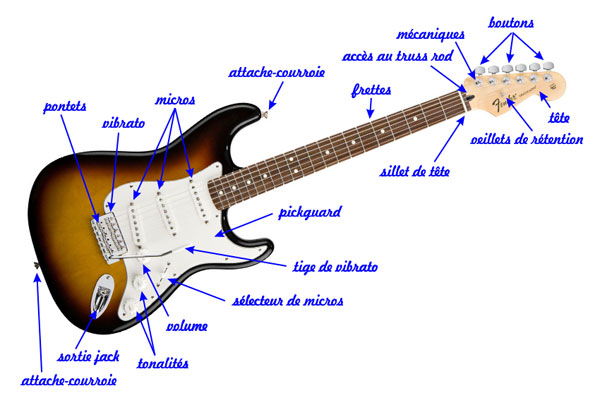 boutons
mécaniques
accès au truss rod
attache-courroie
frettes
micros
pontets
vibrato
Fender
tête
oeillets de rétention
sillet de tête
pickguard
tige de vibrato
sélecteur de micros
volume
sortie jack
tonalités
attache-courroie